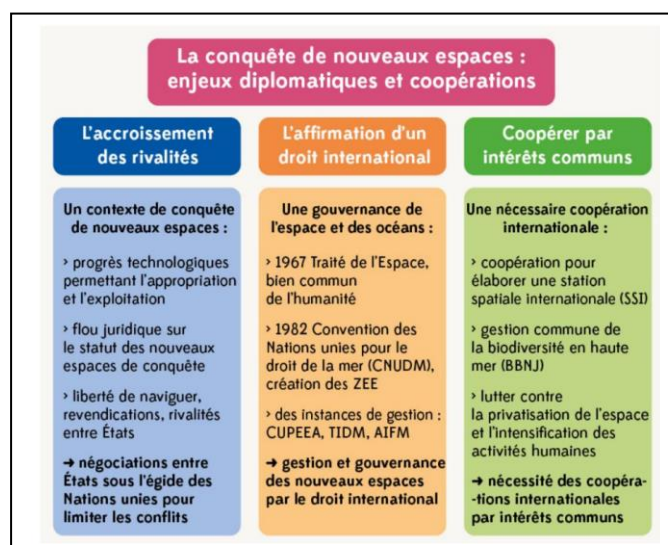 La conquête de nouveaux espaces :
enjeux diplomatiques et coopérations
L'accroissement
des rivalités
Un contexte de conquête
de nouveaux espaces :
› progrès technologiques
permettant l'appropriation
et l'exploitation
› flou juridique sur
le statut des nouveaux
espaces de conquête
› liberté de naviguer,
revendications, rivalités
entre États
➜ négociations entre
États sous l'égide des
Nations unies pour
limiter les conflits
L'affirmation d'un
droit international
Une gouvernance de
l'espace et des océans :
› 1967 Traité de l'Espace,
bien commun
de l'humanité
› 1982 Convention des
Nations unies pour le
droit de la mer (CNUDM),
création des ZEE
› des instances de gestion :
CUPEEA, TIDM, AIFM
➜ gestion et gouvernance
des nouveaux espaces
par le droit international
Coopérer par
intérêts communs
Une nécessaire coopération
internationale :
› coopération pour
élaborer une station
spatiale internationale (SSI)
› gestion commune de
la biodiversité en haute
mer (BBNJ)
› lutter contre
la privatisation de l'espace
et l'intensification des
activités humaines
➜ nécessité des coopéra-
-tions internationales
par intérêts communs